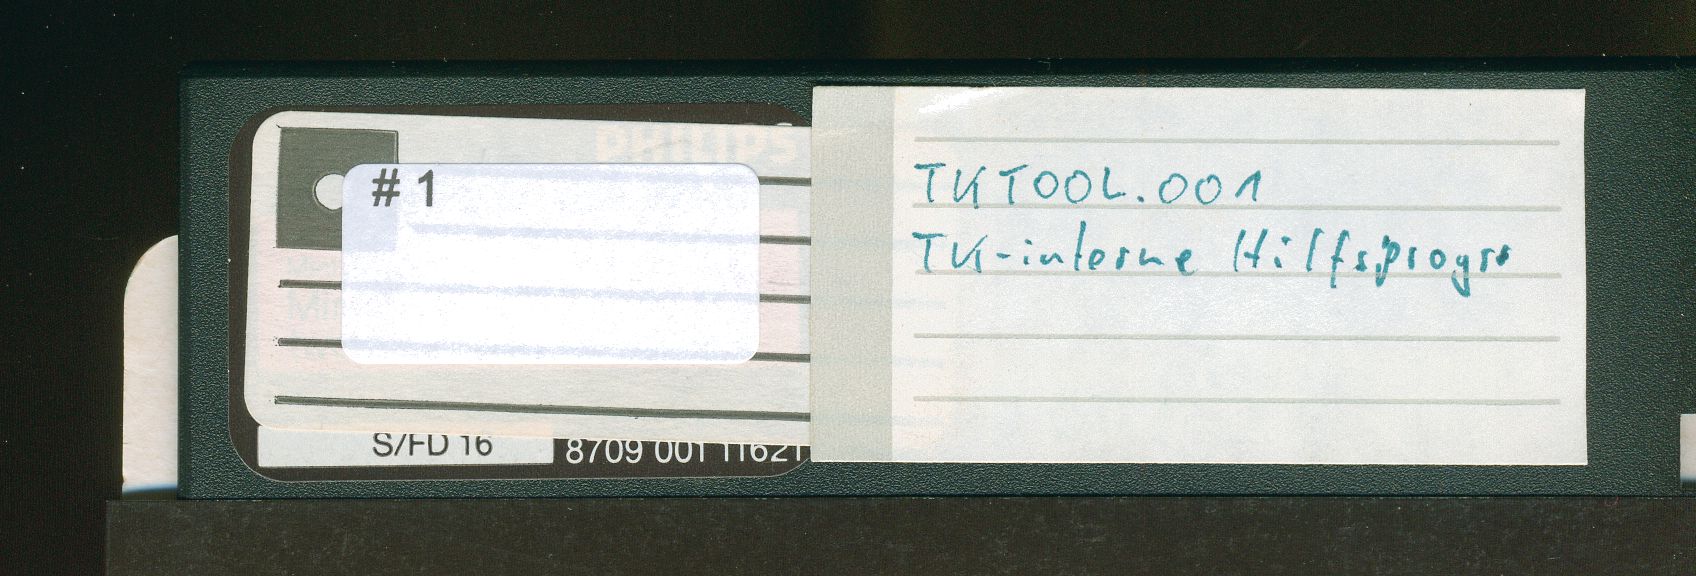 PHILIPS
# 1
S/FD 16
8709 001 11621
TKTOOL.001
TK-interne Hilfsprogr.